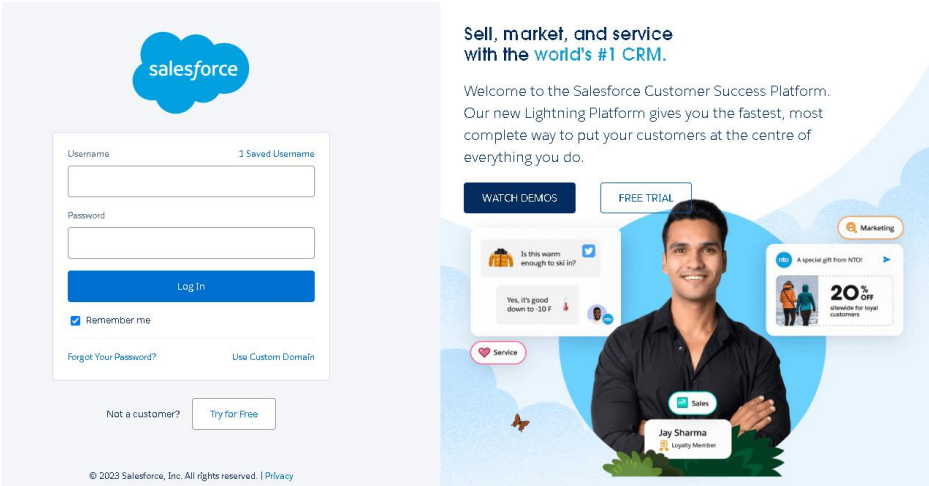 salesforce
Username
1 Saved Username
Password
Log In
Remember me
Forgot Your Password?
Use Custom Domain
Not a customer?
Try for Free
© 2023 Salesforce, Inc. All rights reserved. | Privacy
Sell, market, and service
with the world's #1 CRM.
Welcome to the Salesforce Customer Success Platform.
Our new Lightning Platform gives you the fastest, most
complete way to put your customers at the centre of
everything you do.
WATCH DEMOS
FREE TRIAL
Is this warm
enough to ski in?
Yes, it's good
down to -10 F
nto
Service
Marketing
nto
A special gift from NTO!
20% OFF
sitewide for loyal
customers
Sales
Jay Sharma
Loyalty Member